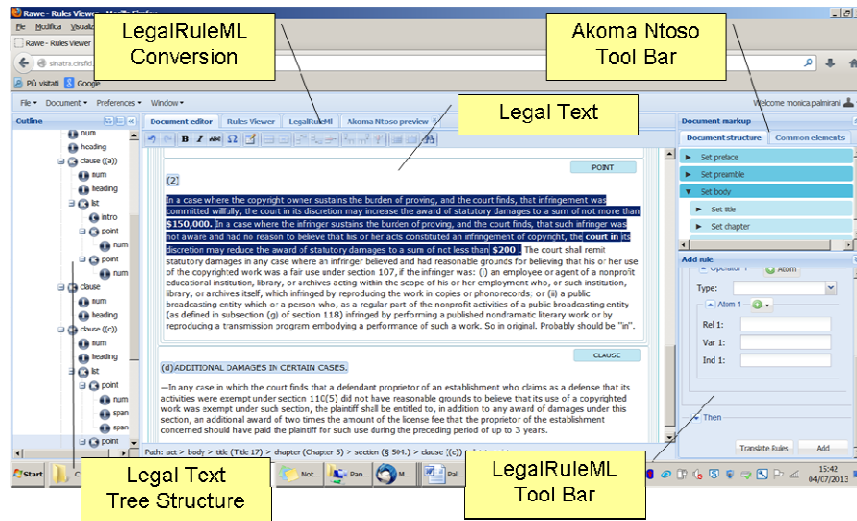 Rawe - Rules Viewer
LegalRuleML
Conversion
Akoma Ntoso
Tool Bar
File Modifica
Rawe - Rules Viewer
Più visitati Google
Legal Text
File Document Preferences Window
Welcome monica.palmirani
Outline
Document editor Rules Viewer LegalRuleMl Akoma Ntoso preview
Document markup
Document structure Common elements
num
heading
clause ((a))
num
heading
list
intro
point
num
point
num
clause
num
heading
clause ((c))
num
heading
list
point
num
span
span
point
POINT
(2)
In a case where the copyright owner sustains the burden of proving, and the court finds, that infringement was
committed willfully, the court in its discretion may increase the award of statutory damages to a sum of not more than
$150,000. In a case where the infringer sustains the burden of proving, and the court finds, that such infringer was
not aware and had no reason to believe that his or her acts constituted an infringement of copyright, the court in its
discretion may reduce the award of statutory damages to a sum of not less than $200. The court shall remit
statutory damages in any case where an infringer believed and had reasonable grounds for believing that his or her use
of the copyrighted work was a fair use under section 107, if the infringer was: (i) an employee or agent of a nonprofit
educational institution, library, or archives acting within the scope of his or her employment who, or such institution,
library, or archives itself, which infringed by reproducing the work in copies or phonorecords; or (ii) a public
broadcasting entity which or a person who, as a regular part of the nonprofit activities of a public broadcasting entity
(as defined in subsection (g) of section 118) infringed by performing a published nondramatic literary work or by
reproducing a transmission program embodying a performance of such a work. So in original. Probably should be "in".
CLAUSE
(d)ADDITIONAL DAMAGES IN CERTAIN CASES.
—In any case in which the court finds that a defendant proprietor of an establishment who claims as a defense that its
activities were exempt under section 110(5) did not have reasonable grounds to believe that its use of a copyrighted
work was exempt under such section, the plaintiff shall be entitled to, in addition to any award of damages under this
section, an additional award of two times the amount of the license fee that the proprietor of the establishment
concerned should have paid the plaintiff for such use during the preceding period of up to 3 years.
Path: act > body > title (Title 17) > chapter (Chapter 5) > section (§ 504.) > clause ((c))
Set preface
Set preamble
Set body
Set title
Set chapter
Add rule
Operator 1 Atom
Type:
Atom 1
Rel 1:
Var 1:
Ind 1:
Then
Translate Rules Add
Start
15:42
04/07/2013
Legal Text
Tree Structure
LegalRuleML
Tool Bar